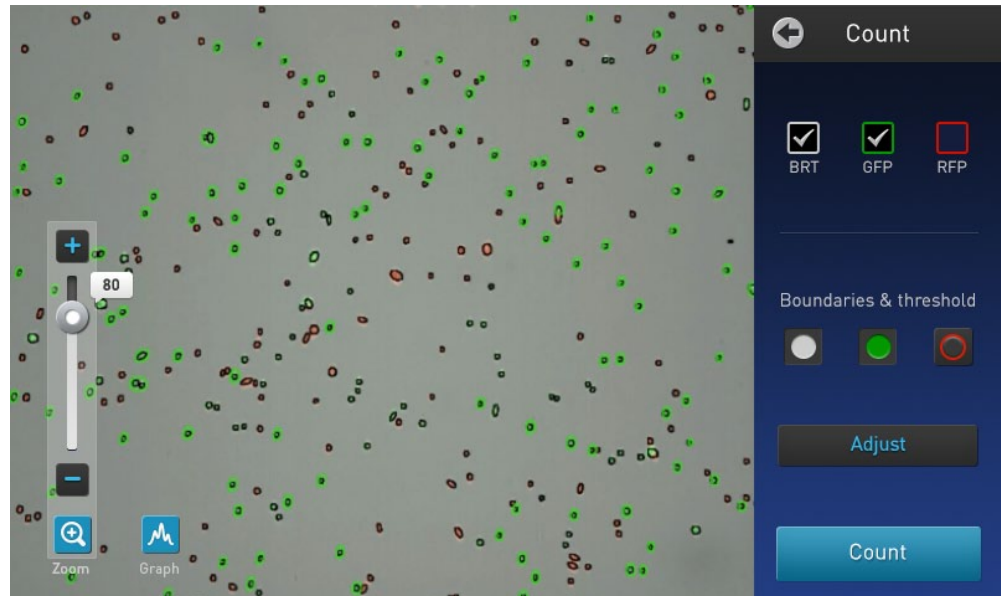 Count
BRT GFP RFP
80
Boundaries & threshold
Adjust
Zoom Graph
Count